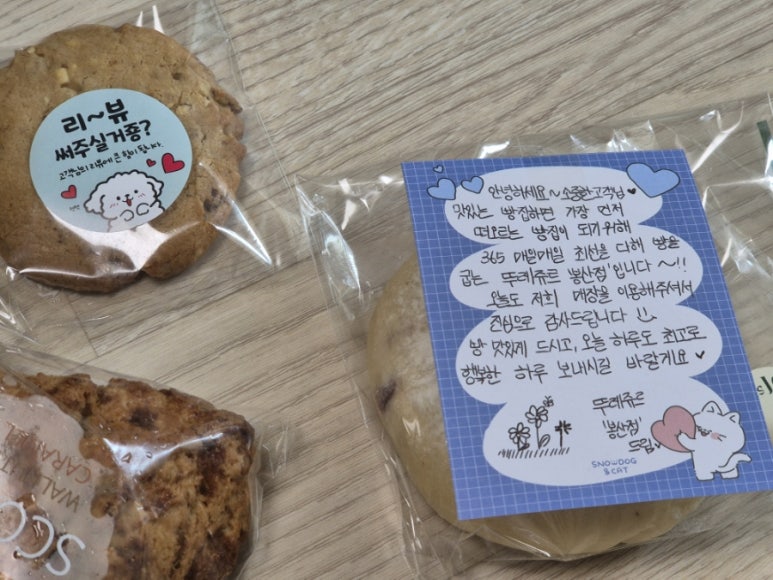 리~뷰
써주실거죵?
고객님의 리뷰에 큰 힘이 됩니다.
안녕하세요~ 소중한고객님 ♥
맛있는 빵집하면 가장 먼저
떠오르는 빵집이 되기위해
365 매일매일 최선을 다해 빵을
굽는 뚜레쥬르 '봉산점'입니다 ~!!
오늘도 저희 매장을 이용해주셔서
진심으로 감사드립니다
빵 맛있게 드시고, 오늘 하루도 최고로
행복한 하루 보내시길 바랄게요 ♥
뚜레쥬르
'봉산점'
드림
SNOWDOG
& CAT
CARAMEL
SCO